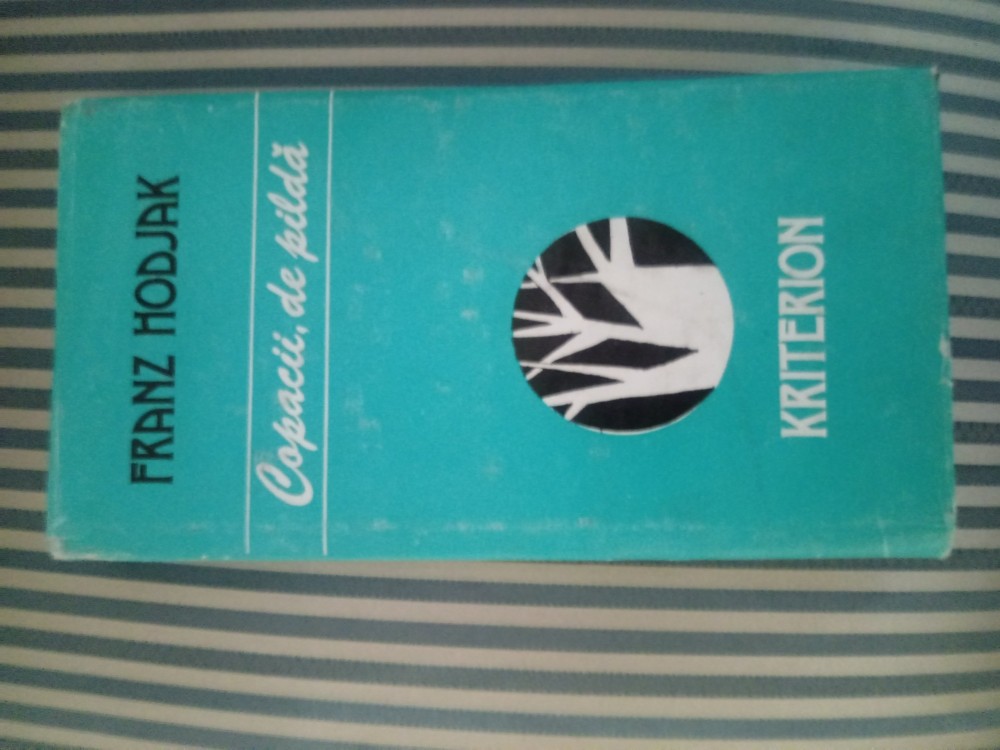 FRANZ HODJAK
Copacii, de pildă
KRITERION